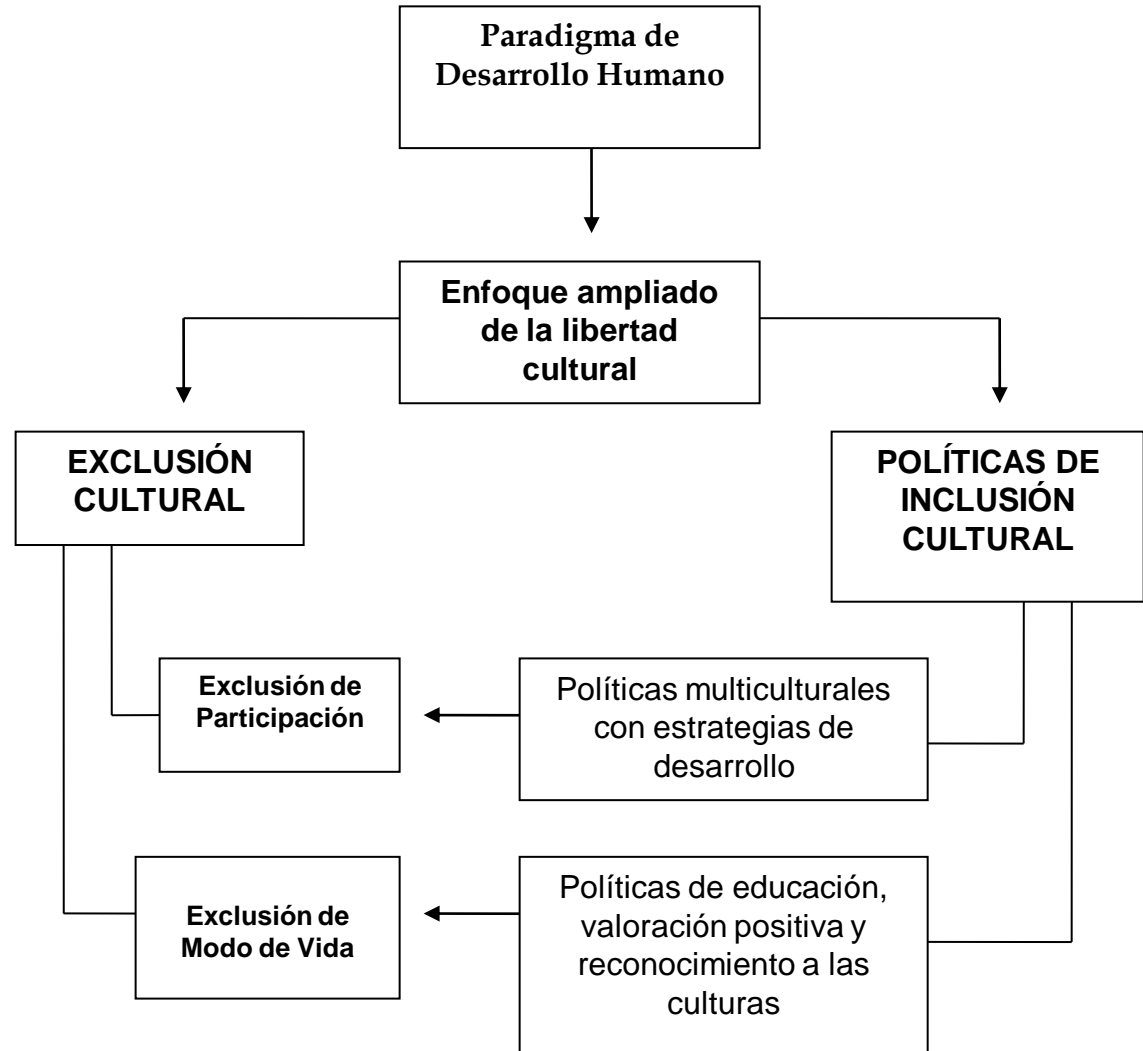 Paradigma de
Desarrollo Humano
Enfoque ampliado
de la libertad
cultural
EXCLUSIÓN
CULTURAL
POLÍTICAS DE
INCLUSIÓN
CULTURAL
Exclusión de
Participación
Políticas multiculturales
con estrategias de
desarrollo
Exclusión de
Modo de Vida
Políticas de educación,
valoración positiva y
reconocimiento a las
culturas